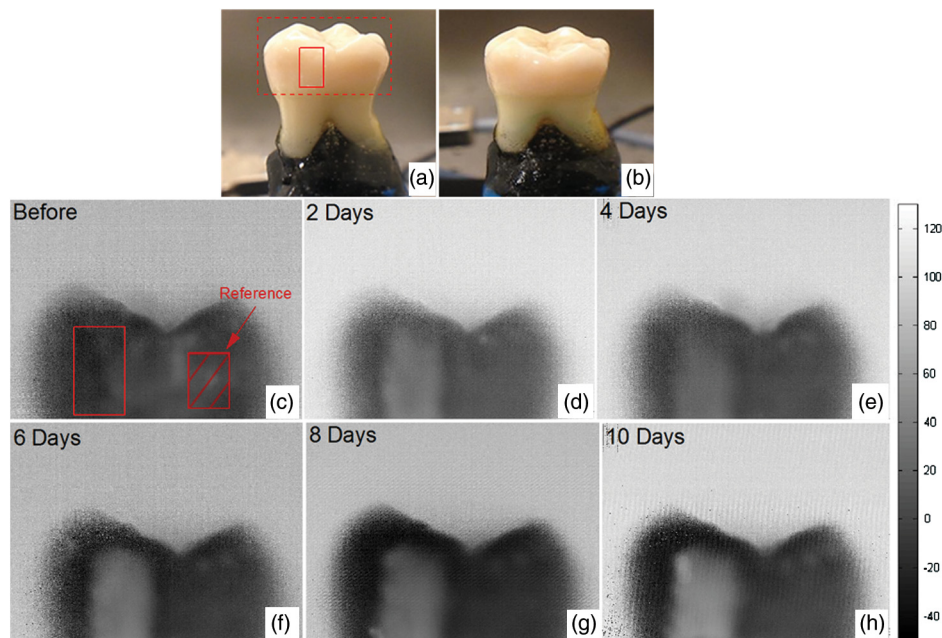 (a)
(b)
Before
2 Days
4 Days
Reference
(c)
(d)
(e)
6 Days
8 Days
10 Days
(f)
(g)
(h)
120
100
80
60
40
20
0
-20
-40